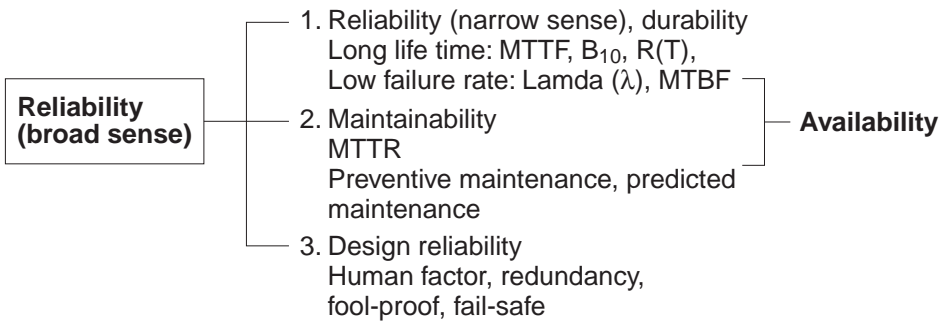 Reliability
(broad sense)
1. Reliability (narrow sense), durability
Long life time: MTTF, B10, R(T),
Low failure rate: Lamda (λ), MTBF
2. Maintainability
MTTR
Preventive maintenance, predicted
maintenance
3. Design reliability
Human factor, redundancy,
fool-proof, fail-safe
Availability